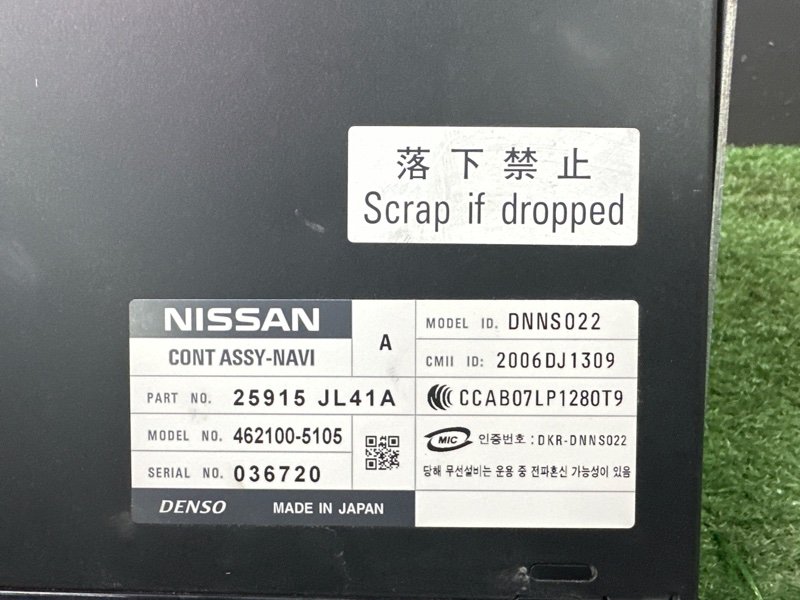 落下禁止
Scrap if dropped
NISSAN
CONT ASSY-NAVI
A
PART NO. 25915 JL41A
MODEL NO. 462100-5105
SERIAL NO. 036720
DENSO MADE IN JAPAN
MODEL ID. DNNS022
CMII ID: 2006DJ1309
CCAB07LP1280T9
MIC 인증번호 : DKR-DNNS022
당해 무선설비는 운용 중 전파혼신 가능성이 있음